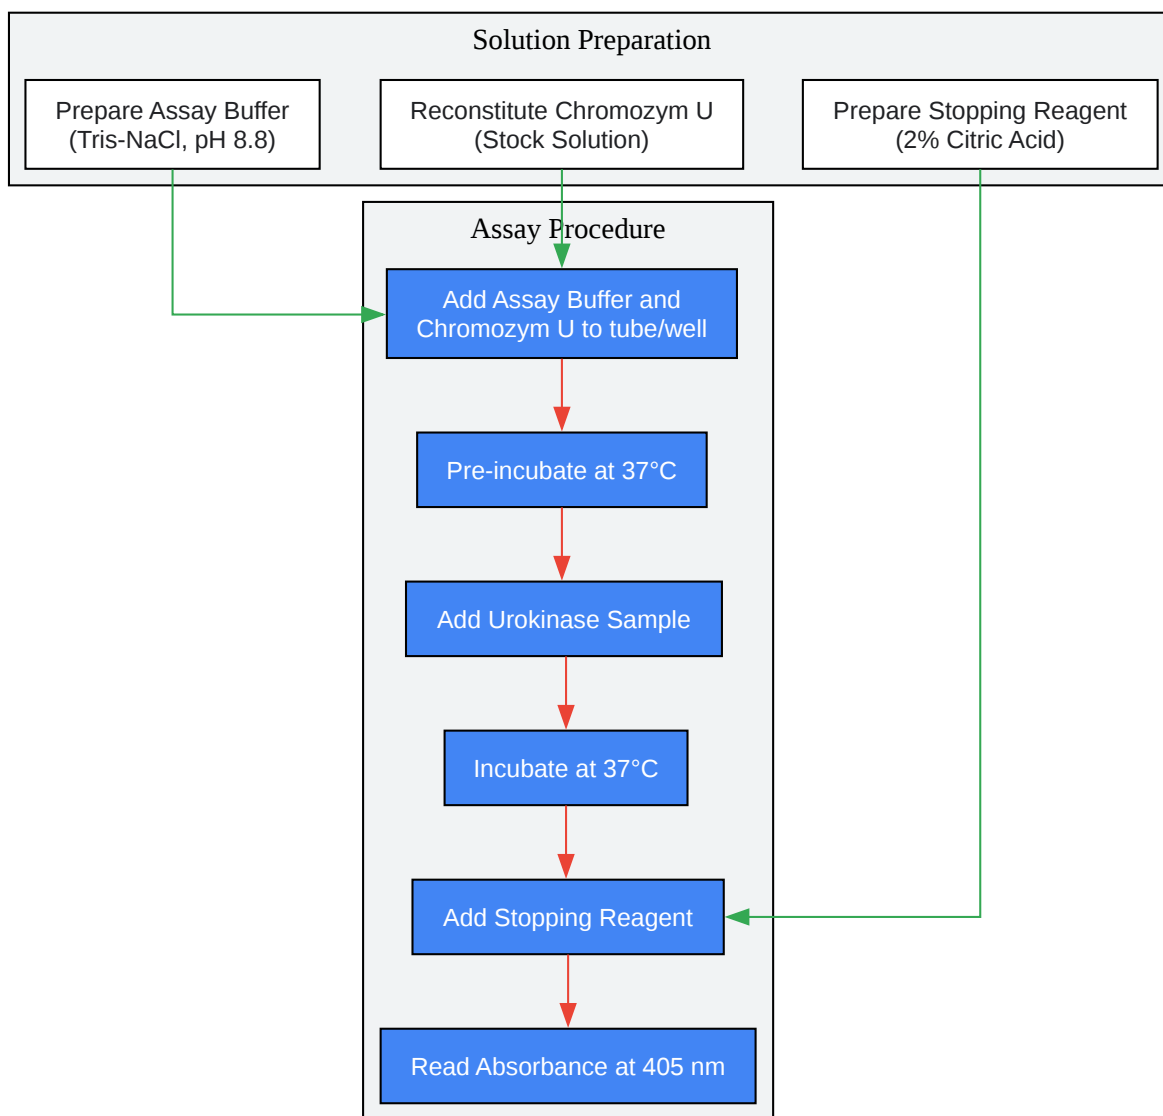 Solution Preparation
Prepare Assay Buffer
(Tris-NaCl, pH 8.8)
Reconstitute Chromozym U
(Stock Solution)
Prepare Stopping Reagent
(2% Citric Acid)
Assay Procedure
Add Assay Buffer and
Chromozym U to tube/well
Pre-incubate at 37°C
Add Urokinase Sample
Incubate at 37°C
Add Stopping Reagent
Read Absorbance at 405 nm